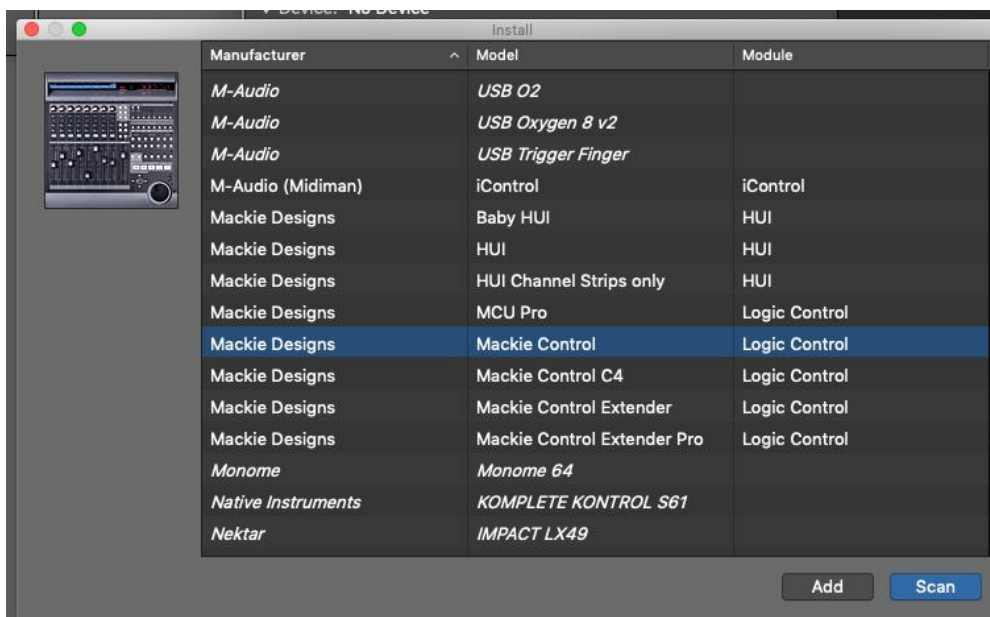 Device: No Device
Install
Manufacturer Model Module
M-Audio USB O2
M-Audio USB Oxygen 8 v2
M-Audio USB Trigger Finger
M-Audio (Midiman) iControl iControl
Mackie Designs Baby HUI HUI
Mackie Designs HUI HUI
Mackie Designs HUI Channel Strips only HUI
Mackie Designs MCU Pro Logic Control
Mackie Designs Mackie Control Logic Control
Mackie Designs Mackie Control C4 Logic Control
Mackie Designs Mackie Control Extender Logic Control
Mackie Designs Mackie Control Extender Pro Logic Control
Monome Monome 64
Native Instruments KOMPLETE KONTROL S61
Nektar IMPACT LX49
Add Scan